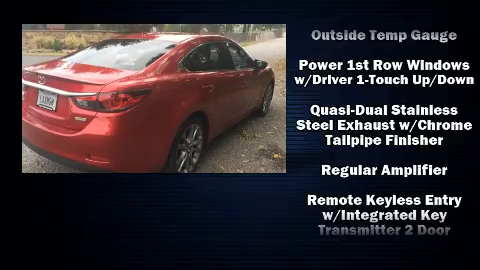 Outside Temp Gauge
Power 1st Row Windows
w/Driver 1-Touch Up/Down
Quasi-Dual Stainless
Steel Exhaust w/Chrome
Tailpipe Finisher
Regular Amplifier
Remote Keyless Entry
w/Integrated Key
Transmitter 2 Door